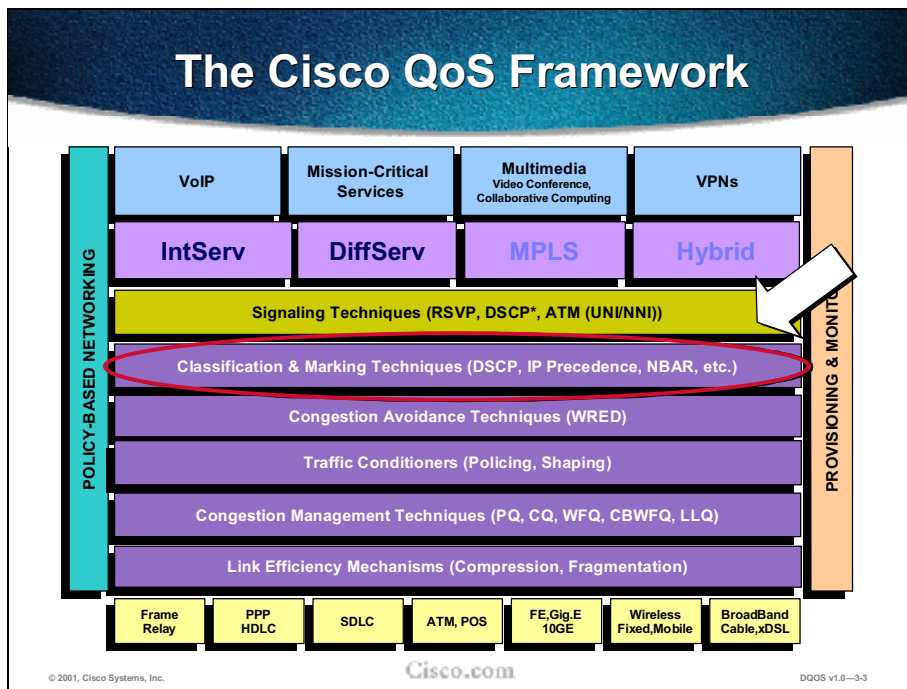 The Cisco QoS Framework
POLICY-BASED NETWORKING
VoIP
Mission-Critical
Services
Multimedia
Video Conference,
Collaborative Computing
VPNs
IntServ
DiffServ
MPLS
Hybrid
Signaling Techniques (RSVP, DSCP*, ATM (UNI/NNI))
Classification & Marking Techniques (DSCP, IP Precedence, NBAR, etc.)
Congestion Avoidance Techniques (WRED)
Traffic Conditioners (Policing, Shaping)
Congestion Management Techniques (PQ, CQ, WFQ, CBWFQ, LLQ)
Link Efficiency Mechanisms (Compression, Fragmentation)
Frame
Relay
PPP
HDLC
SDLC
ATM, POS
FE,Gig.E
10GE
Wireless
Fixed,Mobile
BroadBand
Cable,xDSL
PROVISIONING & MONITO
© 2001, Cisco Systems, Inc.
Cisco.com
DQOS v1.0—3-3